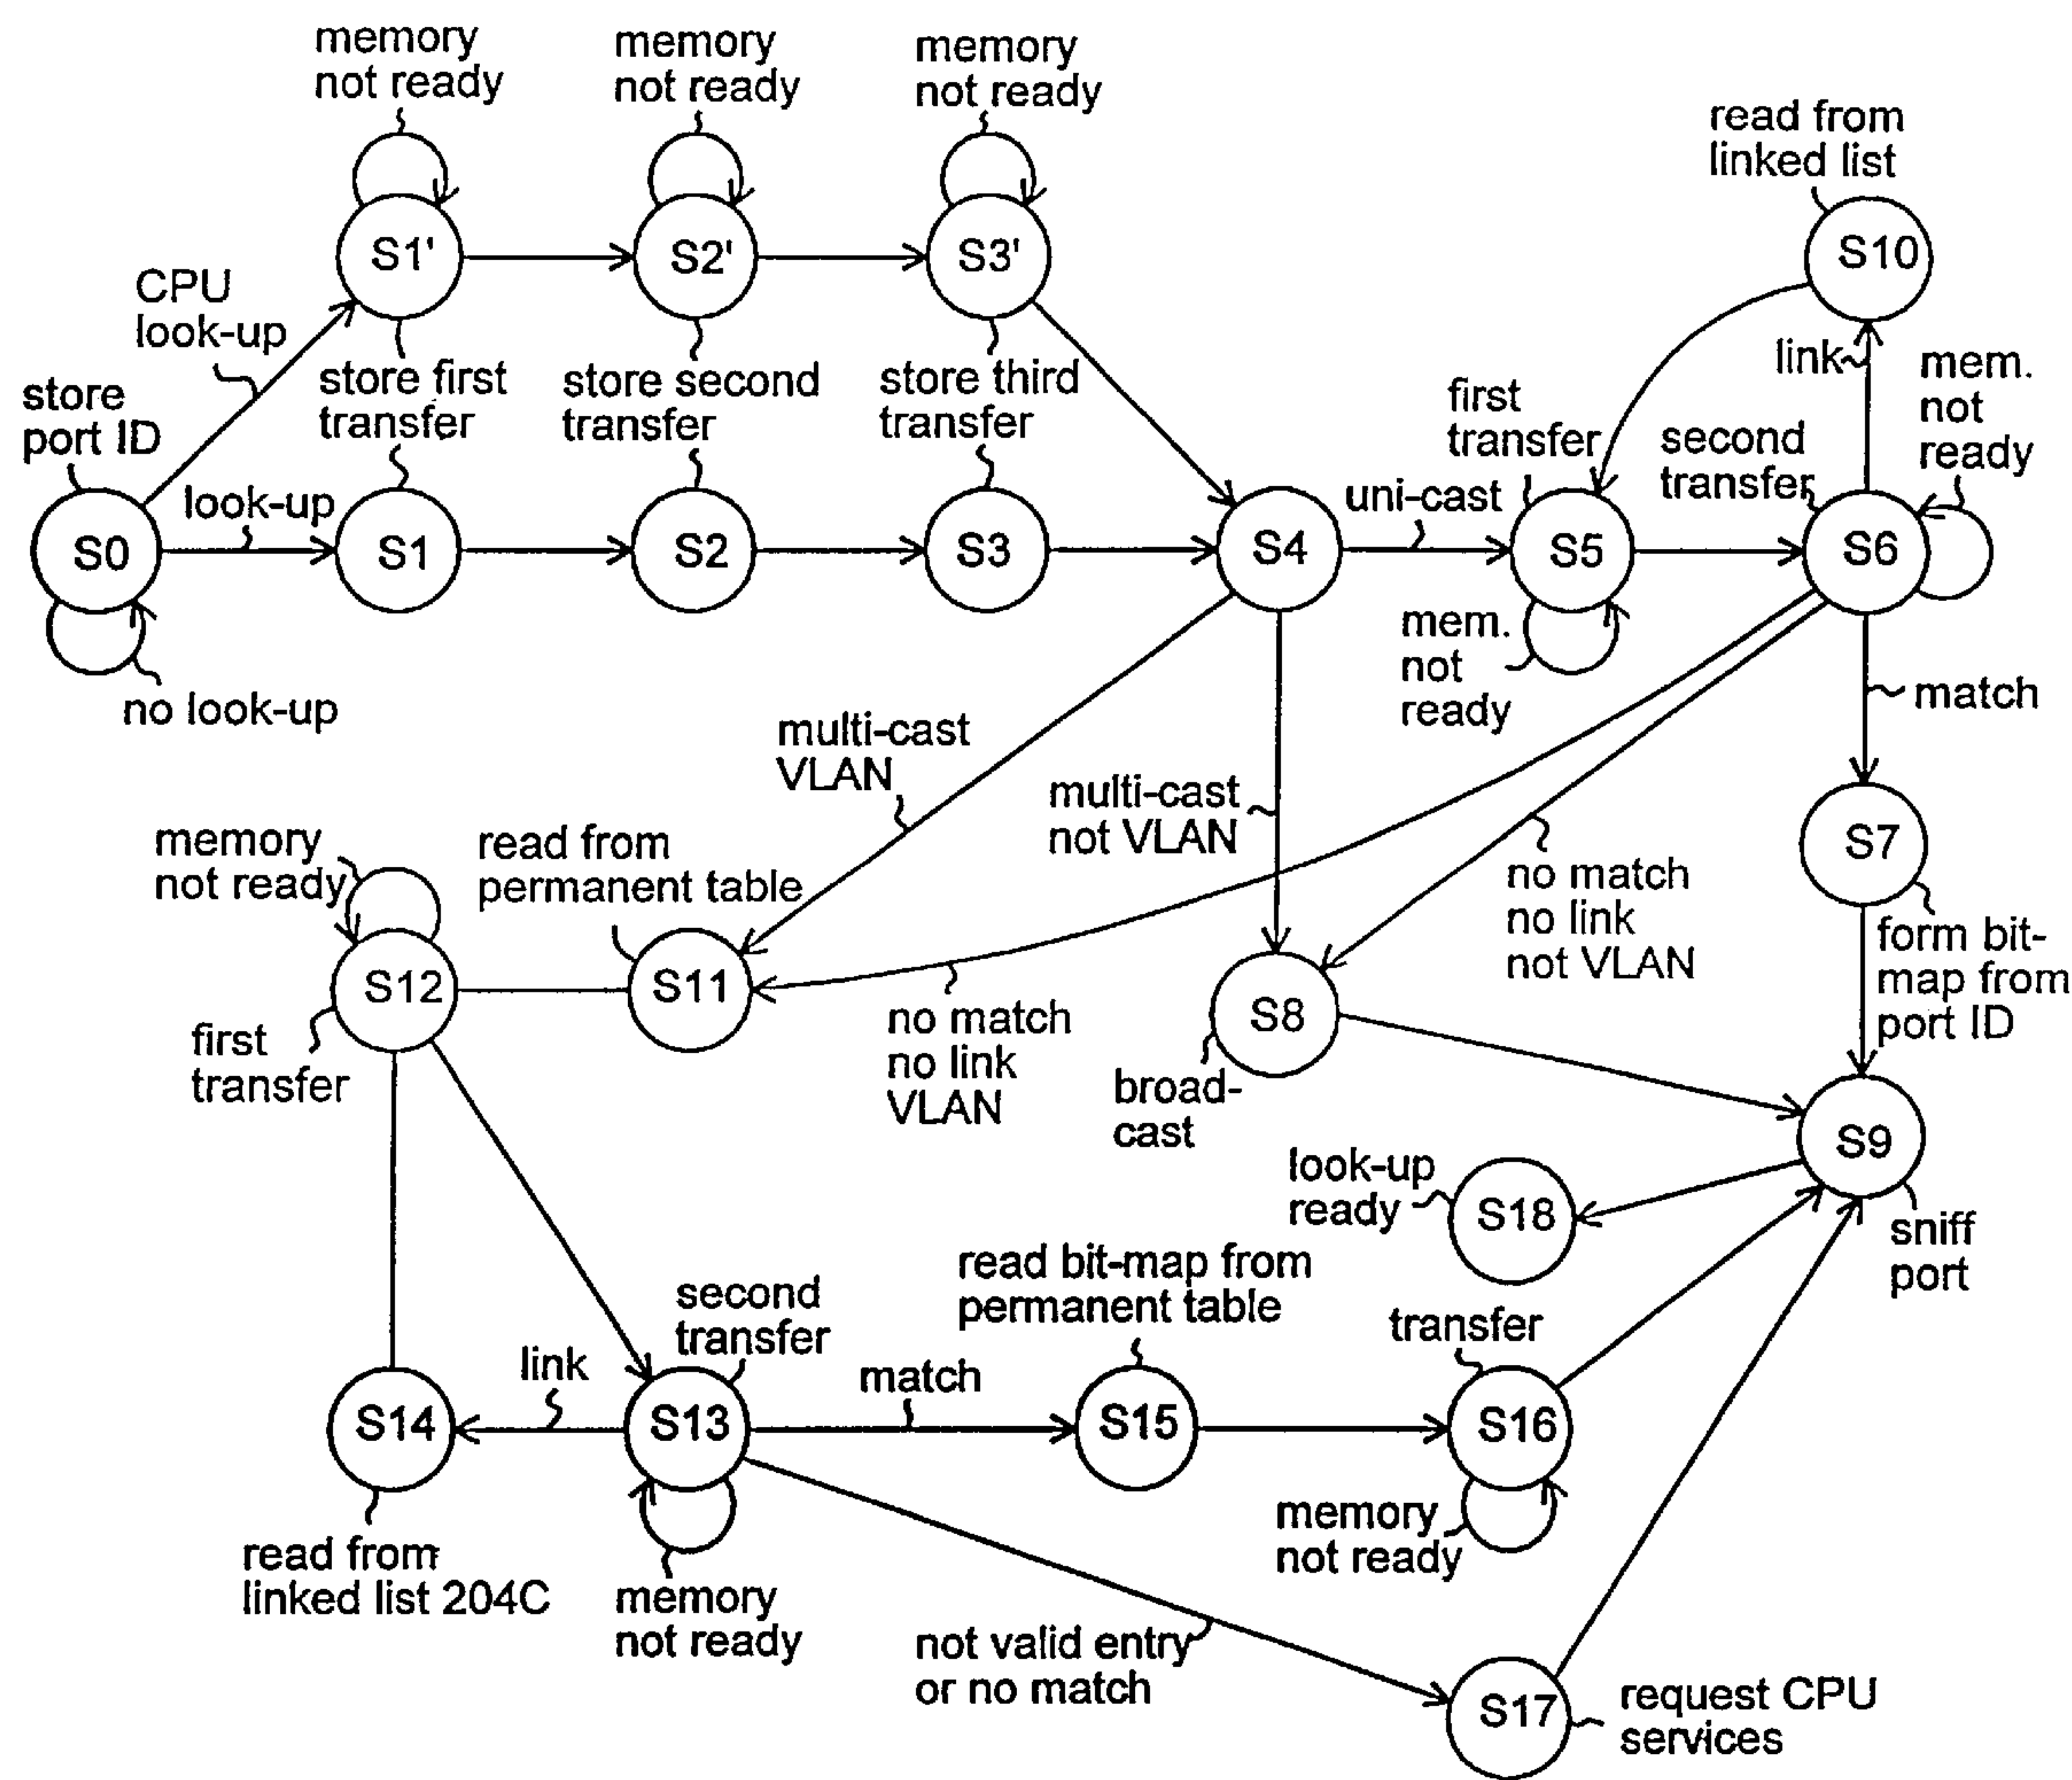 memory
not ready
memory
not ready
memory
not ready
read from
linked list
S1'
S2'
S3'
S10
CPU
look-up
store
port ID
store first
transfer
store second
transfer
store third
transfer
link
mem.
not
ready
first
transfer
second
transfer
look-up
uni-cast
S0
S1
S2
S3
S4
S5
S6
no look-up
mem.
not
ready
match
multi-cast
VLAN
multi-cast
not VLAN
S7
memory
not ready
read from
permanent table
no match
no link
not VLAN
form bit-
map from
port ID
S12
S11
S8
first
transfer
no match
no link
VLAN
broad-
cast
S9
look-up
ready
S18
sniff
port
read bit-map from
permanent table
second
transfer
transfer
link
match
S14
S13
S15
S16
read from
linked list 204C
memory
not ready
memory
not ready
not valid entry
or no match
S17
request CPU
services